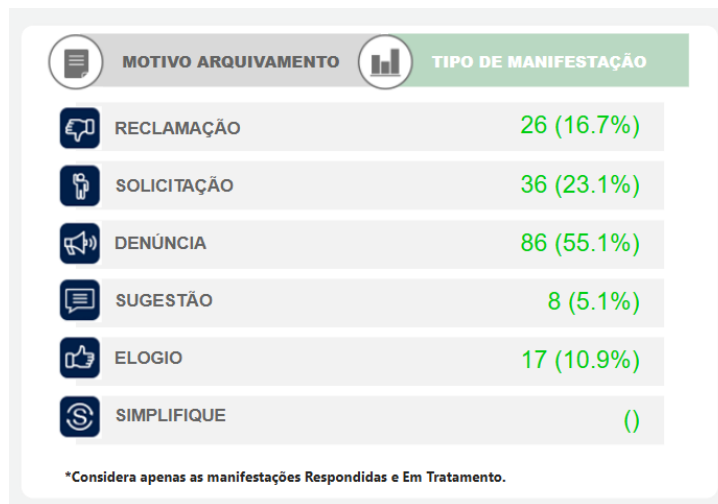 MOTIVO ARQUIVAMENTO TIPO DE MANIFESTAÇÃO
RECLAMAÇÃO 26 (16.7%)
SOLICITAÇÃO 36 (23.1%)
DENÚNCIA 86 (55.1%)
SUGESTÃO 8 (5.1%)
ELOGIO 17 (10.9%)
SIMPLIFIQUE ()
*Considera apenas as manifestações Respondidas e Em Tratamento.